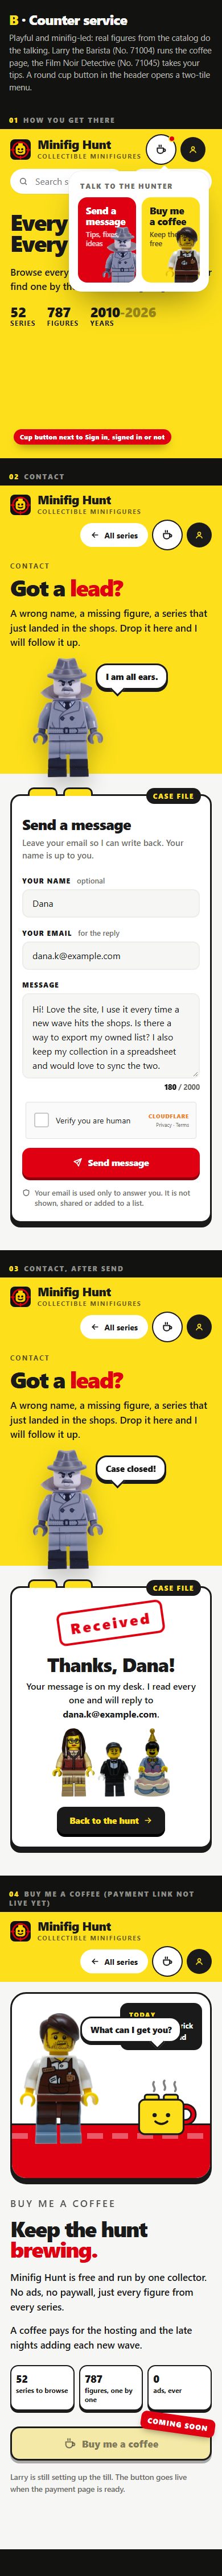 B · Counter service
Playful and minifig-led: real figures from the catalog do
the talking. Larry the Barista (No. 71004) runs the coffee
page, the Film Noir Detective (No. 71045) takes your
tips. A round cup button in the header opens a two-tile
menu.
01 HOW YOU GET THERE
Minifig Hunt
COLLECTIBLE MINIFIGURES
Search s
TALK TO THE HUNTER
Send a
message
Tips, fixes,
ideas
Buy me
a coffee
Keep the
free
Every
Every
Browse every
find one by th
52
SERIES
787
FIGURES
2010-2026
YEARS
Cup button next to Sign in, signed in or not
02 CONTACT
Minifig Hunt
COLLECTIBLE MINIFIGURES
← All series
CONTACT
Got a lead?
A wrong name, a missing figure, a series that
just landed in the shops. Drop it here and I
will follow it up.
I am all ears.
CASE FILE
Send a message
Leave your email so I can write back. Your
name is up to you.
YOUR NAME optional
Dana
YOUR EMAIL for the reply
dana.k@example.com
MESSAGE
Hi! Love the site, I use it every time a
new wave hits the shops. Is there a
way to export my owned list? I also
keep my collection in a spreadsheet
and would love to sync the two.
180 / 2000
Verify you are human
CLOUDFLARE
Privacy · Terms
Send message
Your email is used only to answer you. It is not
shown, shared or added to a list.
03 CONTACT, AFTER SEND
Minifig Hunt
COLLECTIBLE MINIFIGURES
← All series
CONTACT
Got a lead?
A wrong name, a missing figure, a series that
just landed in the shops. Drop it here and I
will follow it up.
Case closed!
CASE FILE
Received
Thanks, Dana!
Your message is on my desk. I read every
one and will reply to
dana.k@example.com.
Back to the hunt →
04 BUY ME A COFFEE (PAYMENT LINK NOT
LIVE YET)
Minifig Hunt
COLLECTIBLE MINIFIGURES
← All series
TODAY
What can I get you?
BUY ME A COFFEE
Keep the hunt
brewing.
Minifig Hunt is free and run by one collector.
No ads, no paywall, just every figure from
every series.
A coffee pays for the hosting and the late
nights adding each new wave.
52
series to browse
787
figures, one by
one
0
ads, ever
COMING SOON
Buy me a coffee
Larry is still setting up the till. The button goes live
when the payment page is ready.